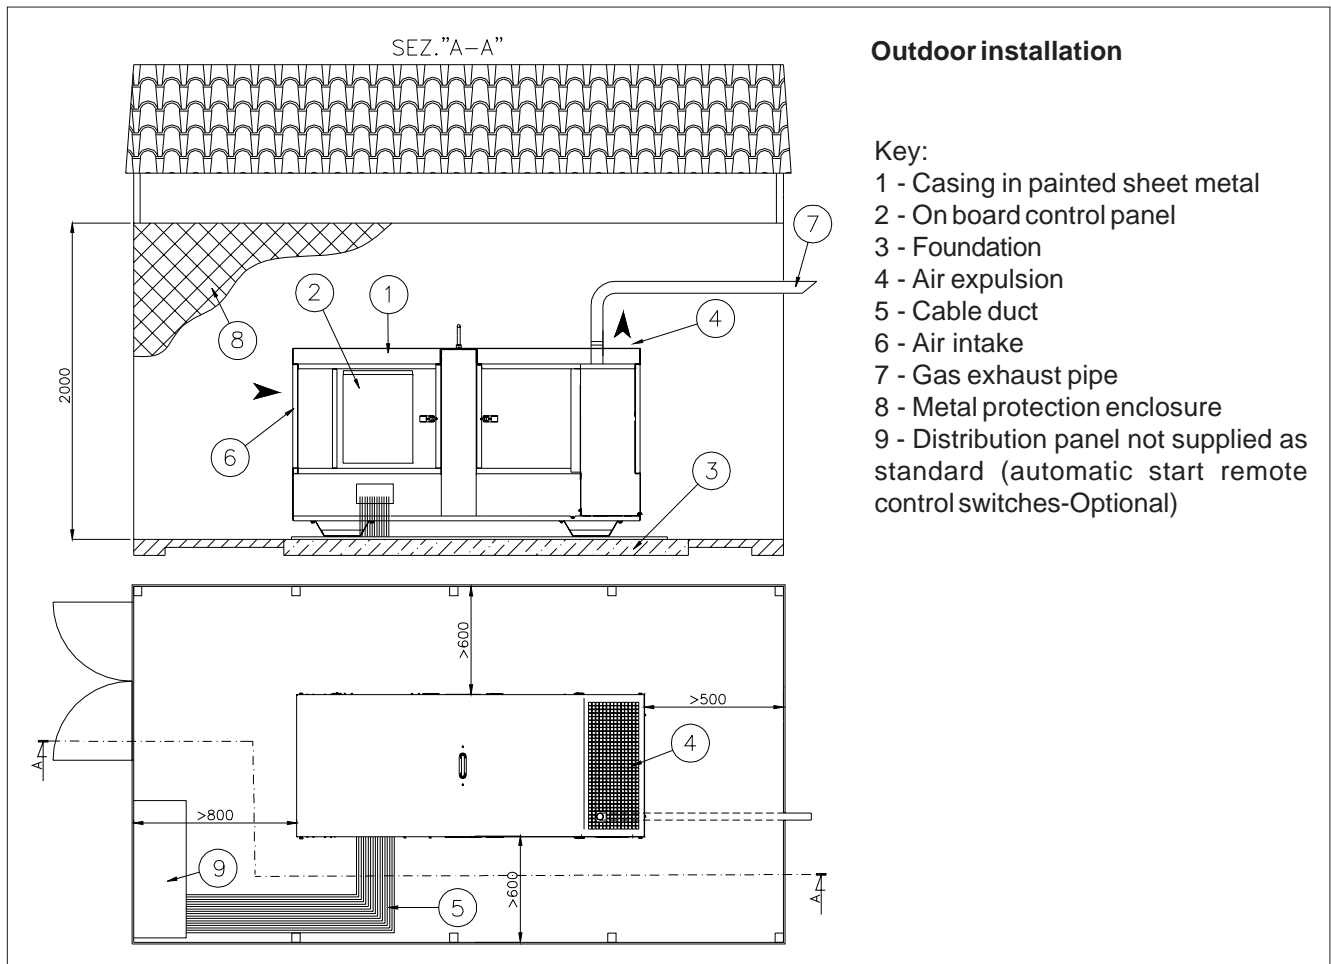 SEZ."A-A"
Outdoor installation
Key:
1 - Casing in painted sheet metal
2 - On board control panel
3 - Foundation
4 - Air expulsion
5 - Cable duct
6 - Air intake
7 - Gas exhaust pipe
8 - Metal protection enclosure
9 - Distribution panel not supplied as
standard (automatic start remote
control switches-Optional)
7
2
1
4
8
2000
6
3
>600
>500
A
4
>800
9
5
>600
A